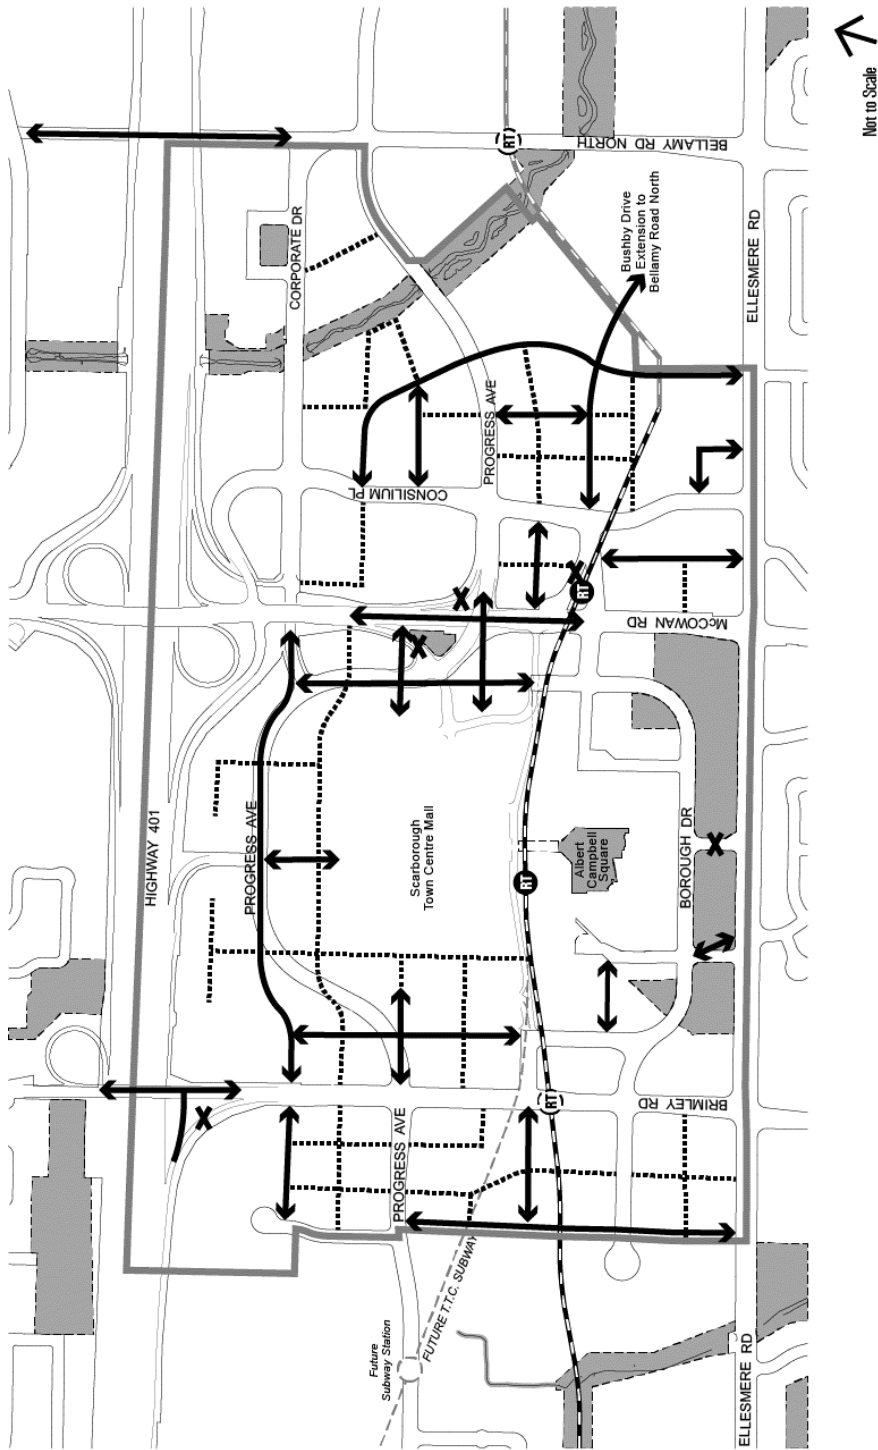 Not to Scale
RT
BELLAMY RD NORTH
Bushby Drive
Extension to
Bellamy Road North
ELLESMERE RD
CORPORATE DR
PROGRESS AVE
CONSILIUM PL
RT
McCOWAN RD
HIGHWAY 401
PROGRESS AVE
Scarborough
Town Centre Mall
RT
Albert
Campbell
Square
BOROUGH DR
RT
BRIMLEY RD
PROGRESS AVE
FUTURE T.T.C. SUBWAY
Future
Subway Station
ELLESMERE RD